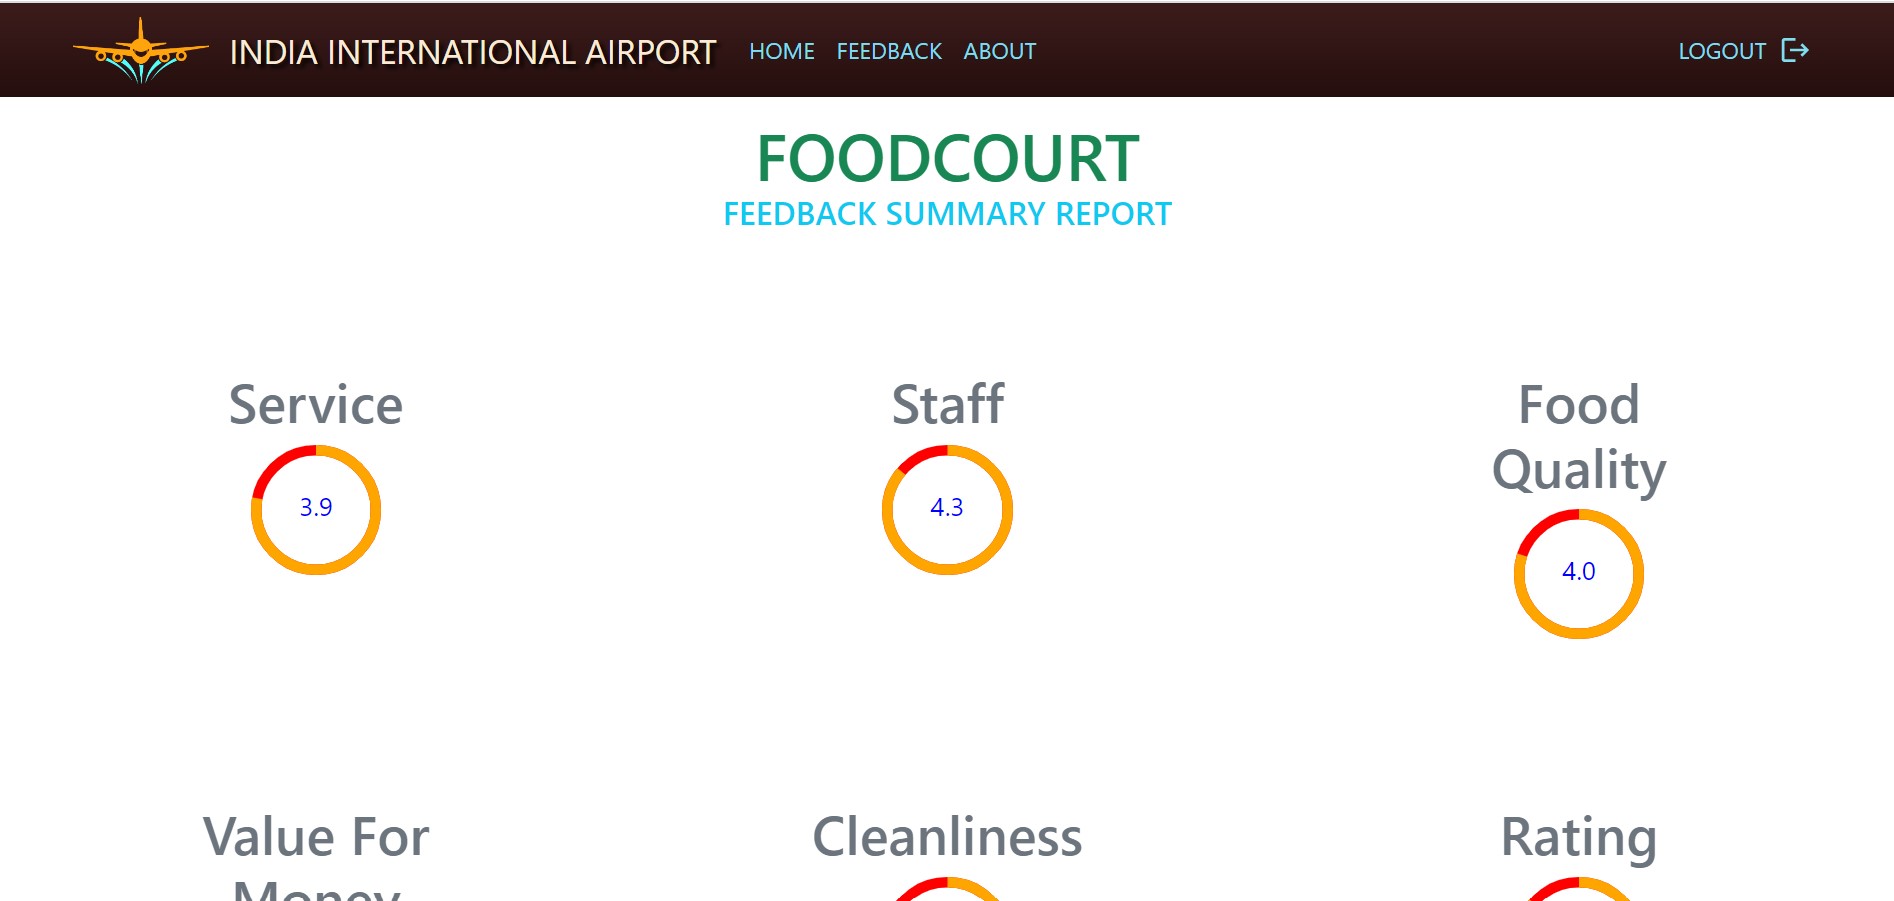 INDIA INTERNATIONAL AIRPORT HOME FEEDBACK ABOUT LOGOUT
FOODCOURT
FEEDBACK SUMMARY REPORT
Service
3.9
Staff
4.3
Food
Quality
4.0
Value For
Money
Cleanliness
Rating